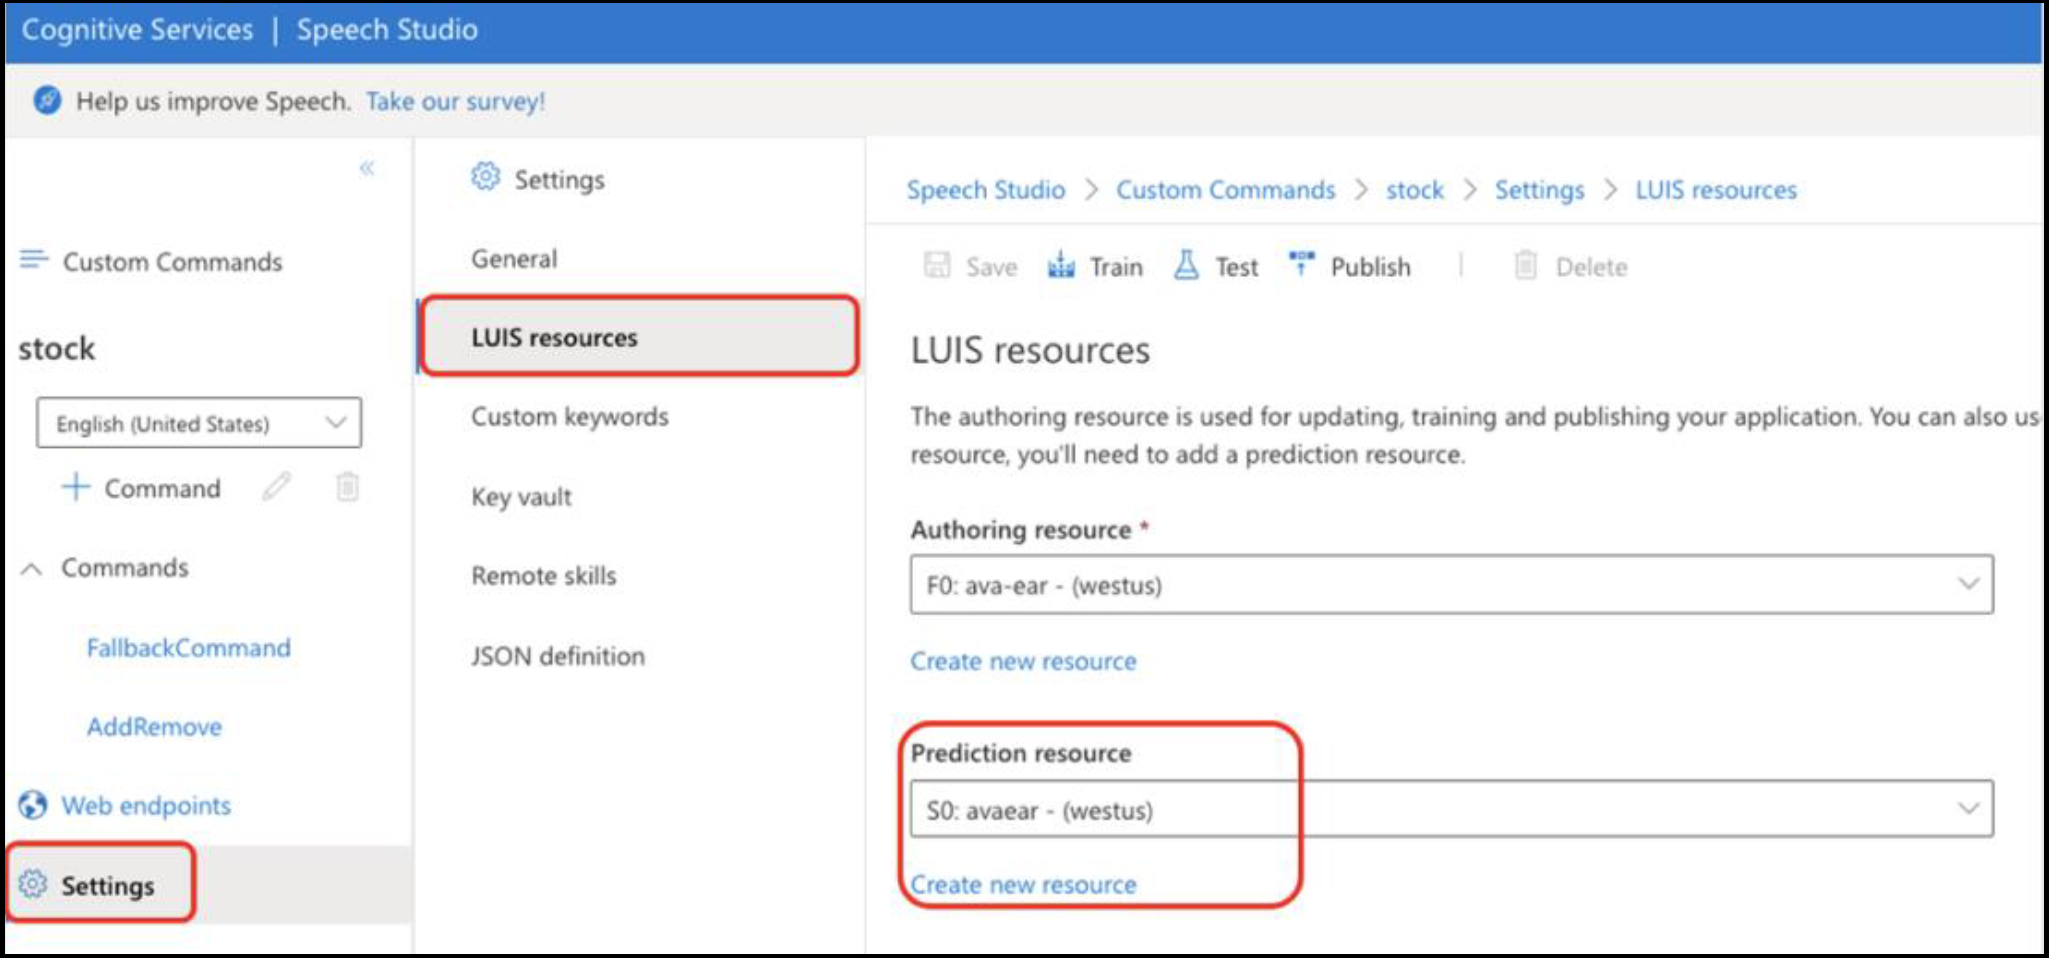 Cognitive Services | Speech Studio
Help us improve Speech. Take our survey!
Custom Commands
stock
English (United States)
Command
Commands
FallbackCommand
AddRemove
Web endpoints
Settings
Settings
General
LUIS resources
Custom keywords
Key vault
Remote skills
JSON definition
Speech Studio > Custom Commands > stock > Settings > LUIS resources
Save Train Test Publish | Delete
LUIS resources
The authoring resource is used for updating, training and publishing your application. You can also us
resource, you'll need to add a prediction resource.
Authoring resource *
F0: ava-ear - (westus)
Create new resource
Prediction resource
S0: avaear - (westus)
Create new resource